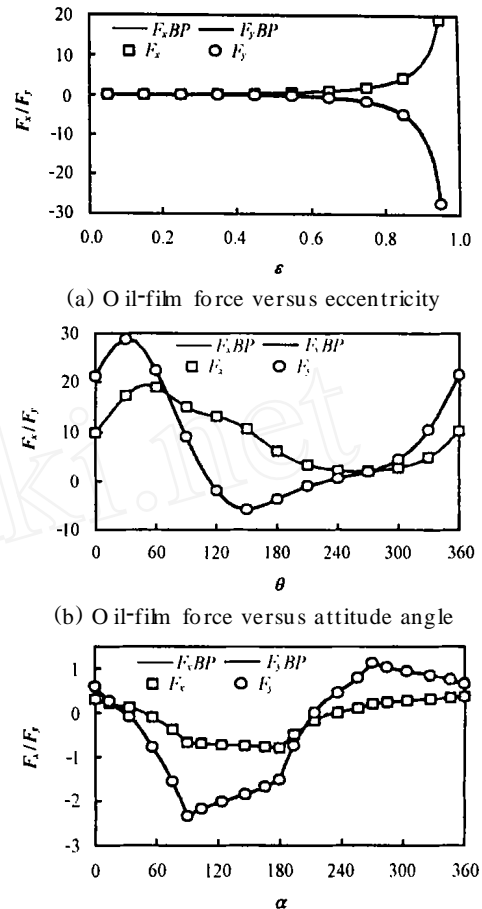 20
F_xBP F_yBP
F_x F_y
10
0
-10
-20
-30
F_x/F_y
0.0 0.2 0.4 0.6 0.8 1.0
ε
(a) Oil-film force versus eccentricity
30
F_xBP F_yBP
F_x F_y
20
10
0
-10
F_x/F_y
0 60 120 180 240 300 360
θ
(b) Oil-film force versus attitude angle
F_xBP F_yBP
1
F_x F_y
0
-1
-2
-3
F_x/F_y
0 60 120 180 240 300 360
α
ki.net